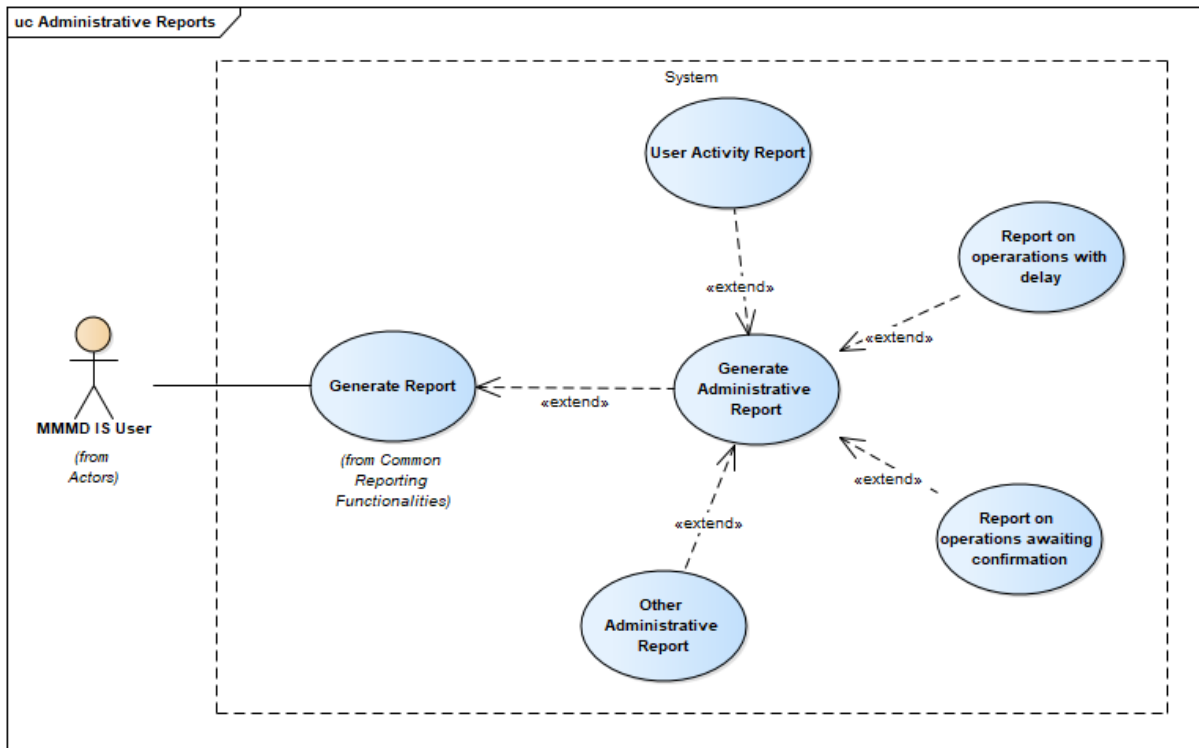 uc Administrative Reports
System
User Activity Report
Report on
operarations with
delay
«extend»
«extend»
Generate
Administrative
Report
Generate Report
«extend»
MMMD IS User
(from
Actors)
(from Common
Reporting
Functionalities)
«extend»
«extend»
Report on
operations awaiting
confirmation
Other
Administrative
Report